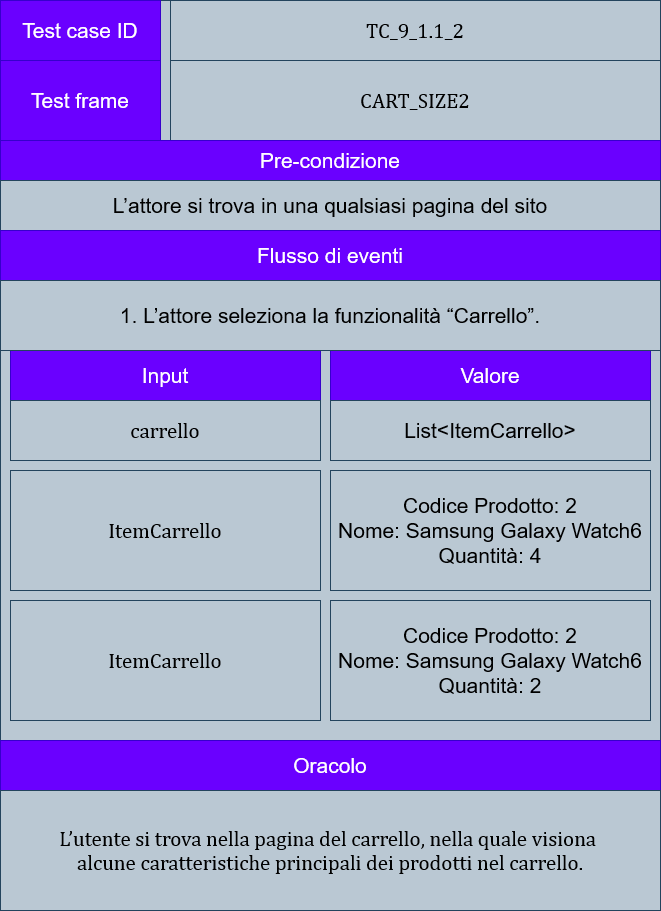 Test case ID
TC_9_1.1_2
Test frame
CART_SIZE2
Pre-condizione
L’attore si trova in una qualsiasi pagina del sito
Flusso di eventi
1. L’attore seleziona la funzionalità “Carrello”.
Input
Valore
carrello
List<ItemCarrello>
ItemCarrello
Codice Prodotto: 2
Nome: Samsung Galaxy Watch6
Quantità: 4
ItemCarrello
Codice Prodotto: 2
Nome: Samsung Galaxy Watch6
Quantità: 2
Oracolo
L’utente si trova nella pagina del carrello, nella quale visiona
alcune caratteristiche principali dei prodotti nel carrello.